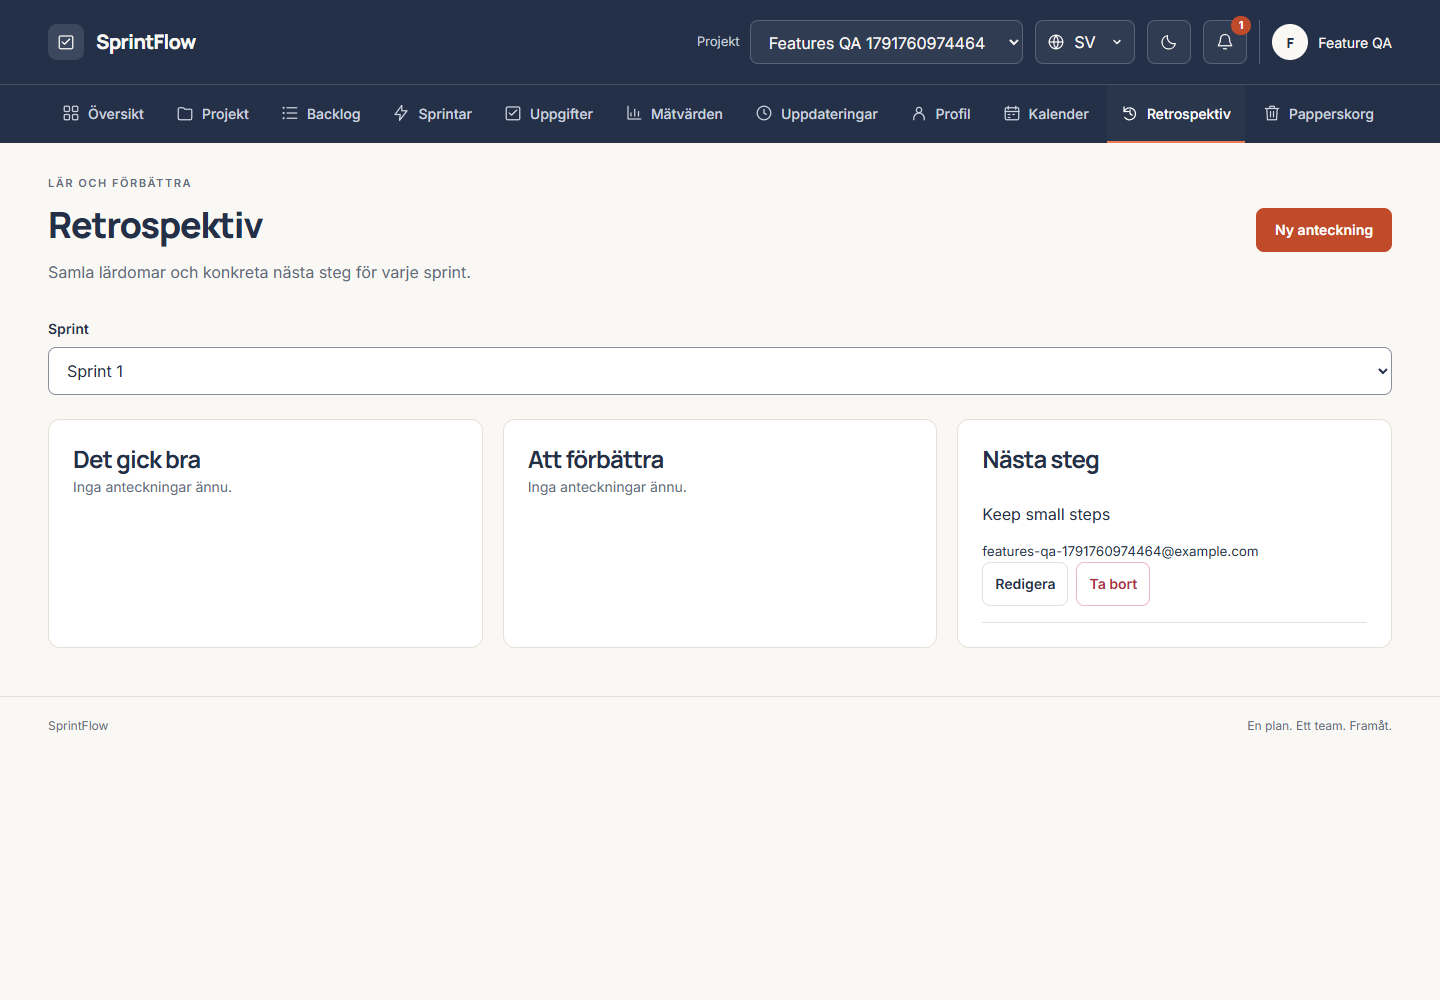 SprintFlow
Projekt
Features QA 1791760974464
SV
1
F
Feature QA
Översikt
Projekt
Backlog
Sprintar
Uppgifter
Mätvärden
Uppdateringar
Profil
Kalender
Retrospektiv
Papperskorg
LÄR OCH FÖRBÄTTRA
Retrospektiv
Ny anteckning
Samla lärdomar och konkreta nästa steg för varje sprint.
Sprint
Sprint 1
Det gick bra
Inga anteckningar ännu.
Att förbättra
Inga anteckningar ännu.
Nästa steg
Keep small steps
features-qa-1791760974464@example.com
Redigera
Ta bort
SprintFlow
En plan. Ett team. Framåt.